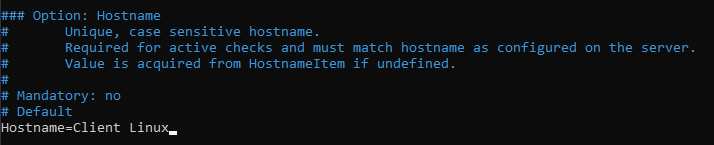 ### Option: Hostname
#       Unique, case sensitive hostname.
#       Required for active checks and must match hostname as configured on the server.
#       Value is acquired from HostnameItem if undefined.
#
# Mandatory: no
# Default
Hostname=Client Linux